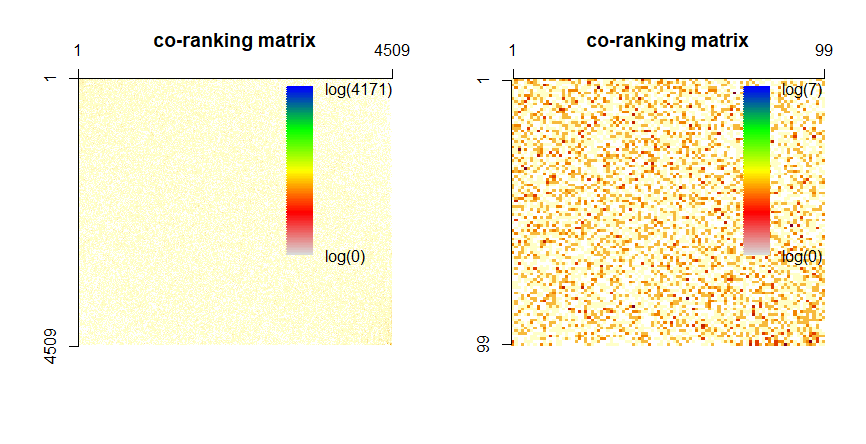 co-ranking matrix
1
4509
1
4509
log(4171)
log(0)
co-ranking matrix
1
99
1
99
log(7)
log(0)